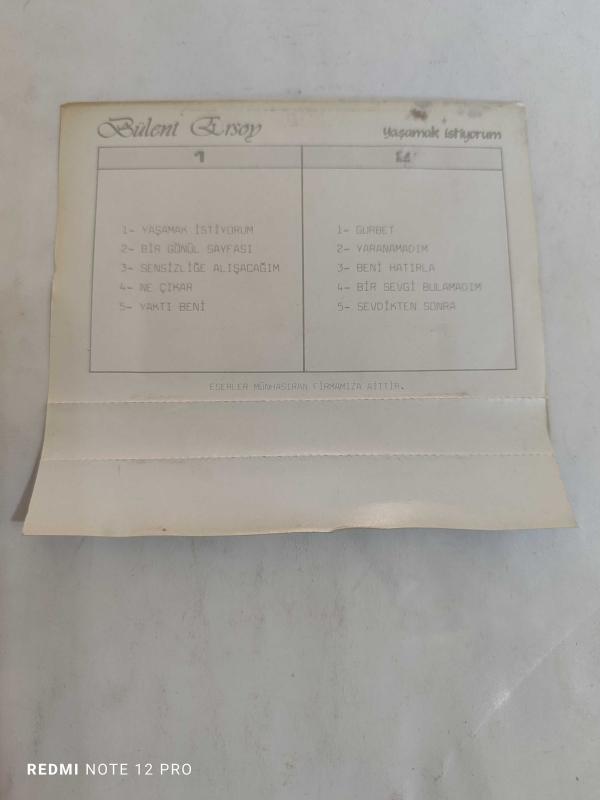 Bülent Ersoy
Yaşamak istiyorum
1
1- YAŞAMAK İSTİYORUM
2- BİR GÖNÜL SAYFASI
3- SENSİZLİĞE ALIŞACAĞIM
4- NE ÇIKAR
5- YAKTI BENİ
1- GURBET
2- YARANAMADIM
3- BENİ HATIRLA
4- BİR SEVGİ BULAMADIM
5- SEVDİKTEN SONRA
ESERLER MÜNHASIRAN FİRMAMIZA AİTTİR.
REDMI NOTE 12 PRO